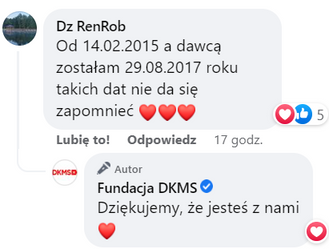 Dz RenRob
Od 14.02.2015 a dawcą
zostałam 29.08.2017 roku
takich dat nie da się
zapomnieć ❤️❤️❤️
5
Lubię to! Odpowiedz 17 godz.
DKMS
Autor
Fundacja DKMS
Dziękujemy, że jesteś z nami
❤️